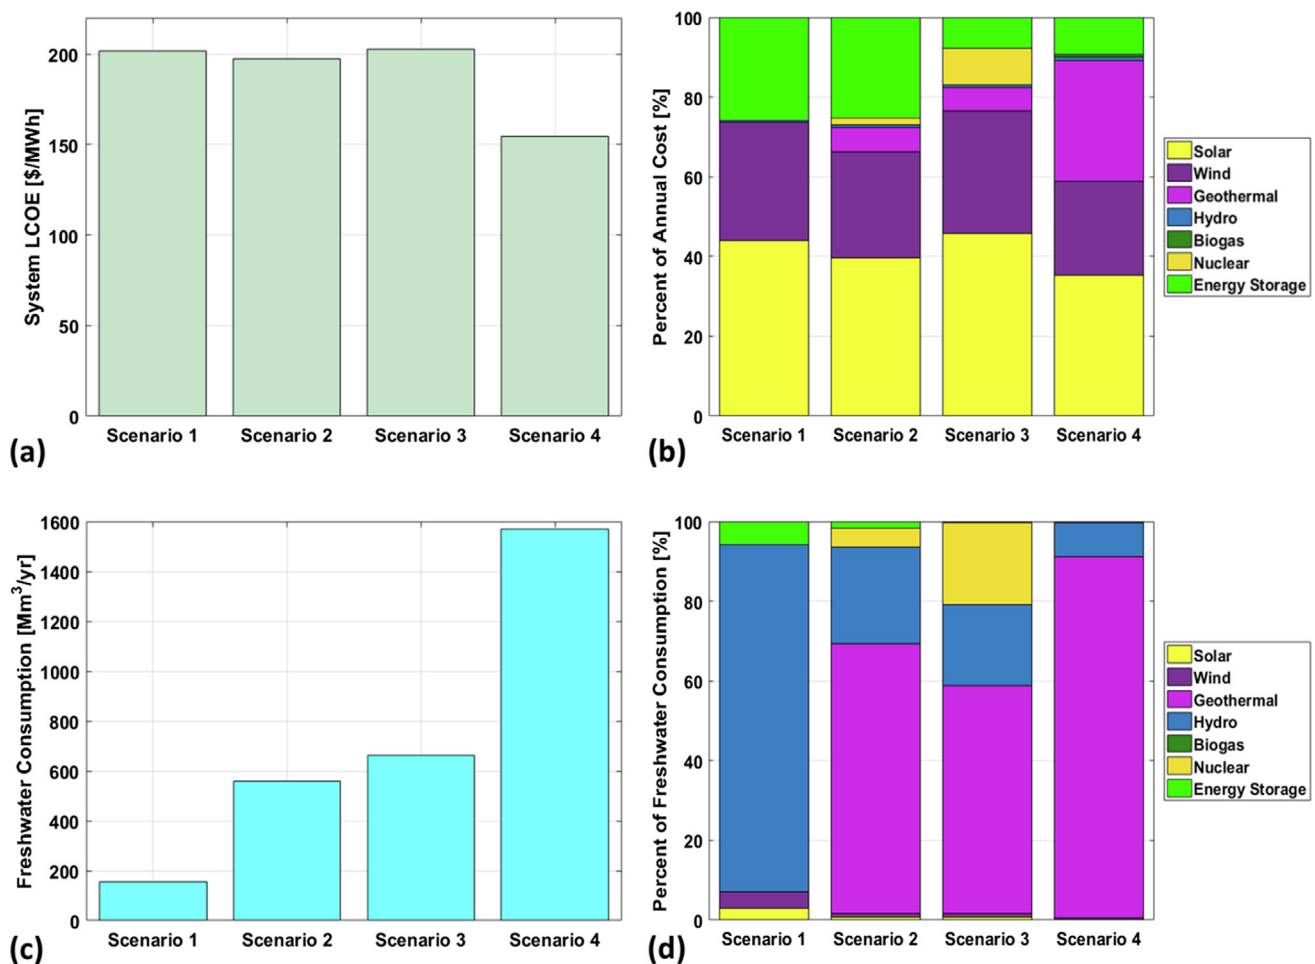 System LCOE [$/MWh]
200
150
100
50
0
Scenario 1 Scenario 2 Scenario 3 Scenario 4
(a)
Percent of Annual Cost [%]
100
80
60
40
20
0
Scenario 1 Scenario 2 Scenario 3 Scenario 4
(b)
Solar
Wind
Geothermal
Hydro
Biogas
Nuclear
Energy Storage
Freshwater Consumption [Mm³/yr]
1600
1400
1200
1000
800
600
400
200
0
Scenario 1 Scenario 2 Scenario 3 Scenario 4
(c)
Percent of Freshwater Consumption [%]
100
80
60
40
20
0
Scenario 1 Scenario 2 Scenario 3 Scenario 4
(d)
Solar
Wind
Geothermal
Hydro
Biogas
Nuclear
Energy Storage